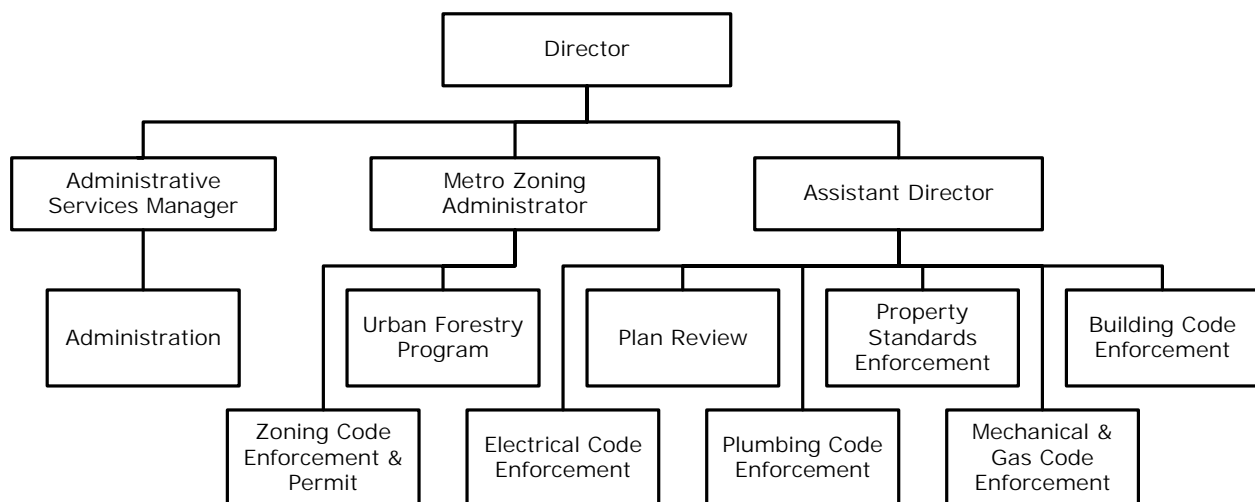 Director
Administrative
Services Manager
Metro Zoning
Administrator
Assistant Director
Administration
Urban Forestry
Program
Plan Review
Property
Standards
Enforcement
Building Code
Enforcement
Zoning Code
Enforcement &
Permit
Electrical Code
Enforcement
Plumbing Code
Enforcement
Mechanical &
Gas Code
Enforcement